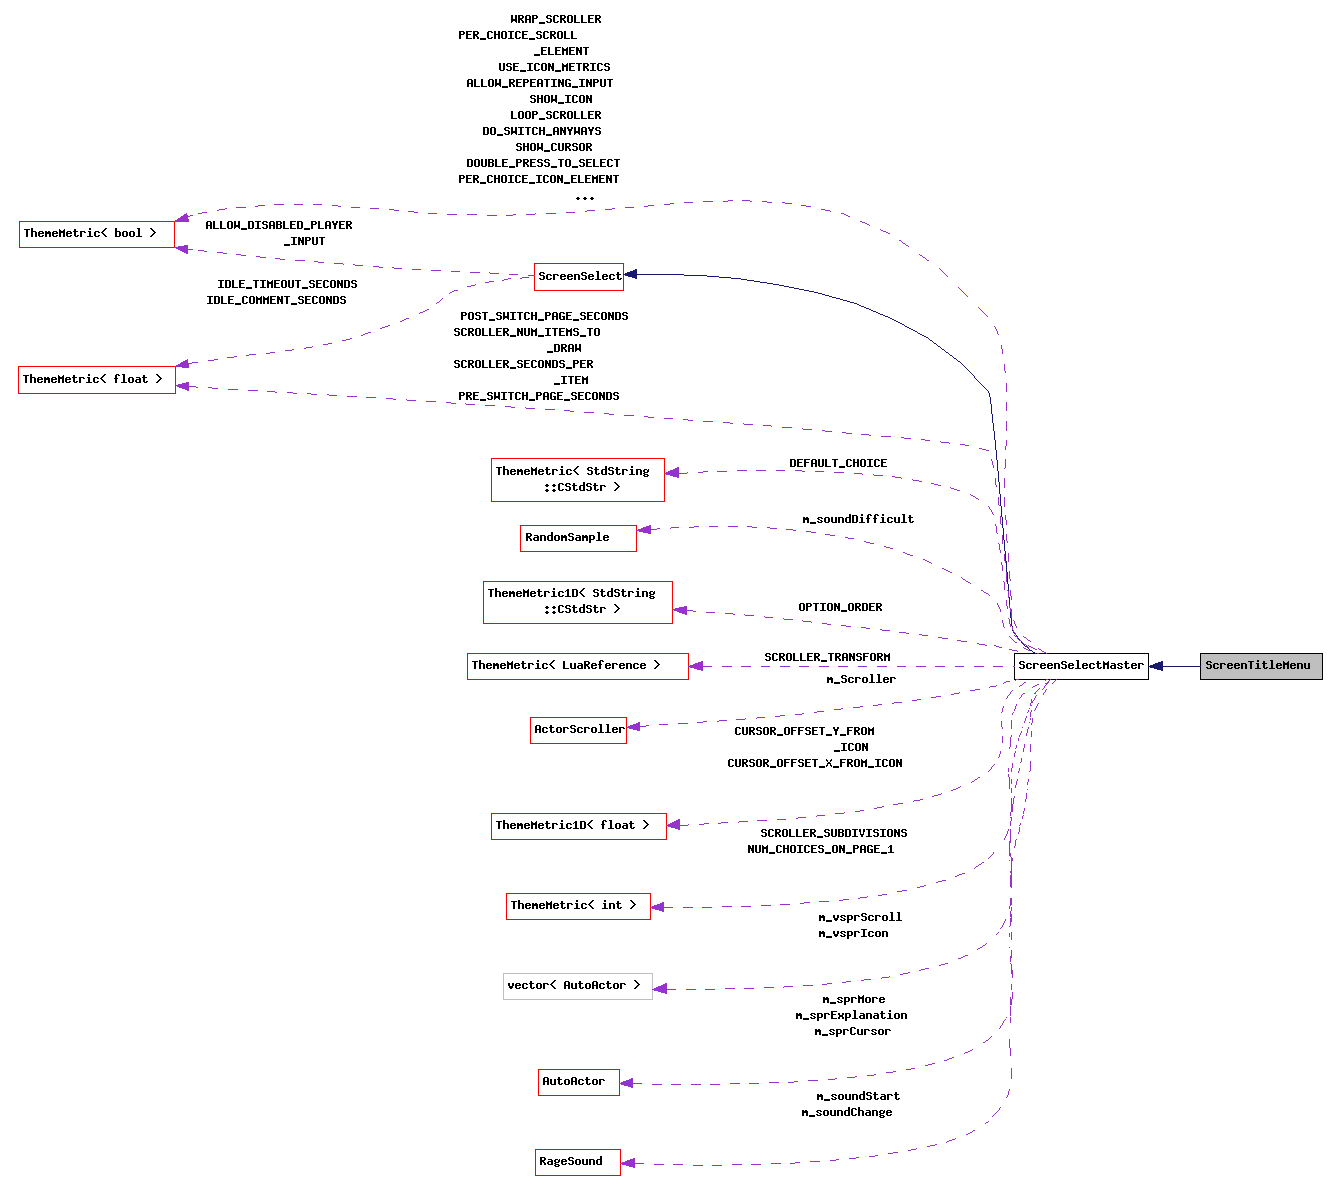 WRAP_SCROLLER
PER_CHOICE_SCROLL
_ELEMENT
USE_ICON_METRICS
ALLOW_REPEATING_INPUT
SHOW_ICON
LOOP_SCROLLER
DO_SWITCH_ANYWAYS
SHOW_CURSOR
DOUBLE_PRESS_TO_SELECT
PER_CHOICE_ICON_ELEMENT
...
ThemeMetric< bool >
ALLOW_DISABLED_PLAYER
_INPUT
ScreenSelect
IDLE_TIMEOUT_SECONDS
IDLE_COMMENT_SECONDS
POST_SWITCH_PAGE_SECONDS
SCROLLER_NUM_ITEMS_TO
_DRAW
SCROLLER_SECONDS_PER
_ITEM
PRE_SWITCH_PAGE_SECONDS
ThemeMetric< float >
ThemeMetric< StdString
::CStdStr >
DEFAULT_CHOICE
RandomSample
m_soundDifficult
ThemeMetric1D< StdString
::CStdStr >
OPTION_ORDER
ThemeMetric< LuaReference >
SCROLLER_TRANSFORM
ScreenSelectMaster
ScreenTitleMenu
m_Scroller
ActorScroller
CURSOR_OFFSET_Y_FROM
_ICON
CURSOR_OFFSET_X_FROM_ICON
ThemeMetric1D< float >
SCROLLER_SUBDIVISIONS
NUM_CHOICES_ON_PAGE_1
ThemeMetric< int >
m_vsprScroll
m_vsprIcon
vector< AutoActor >
m_sprMore
m_sprExplanation
m_sprCursor
AutoActor
m_soundStart
m_soundChange
RageSound